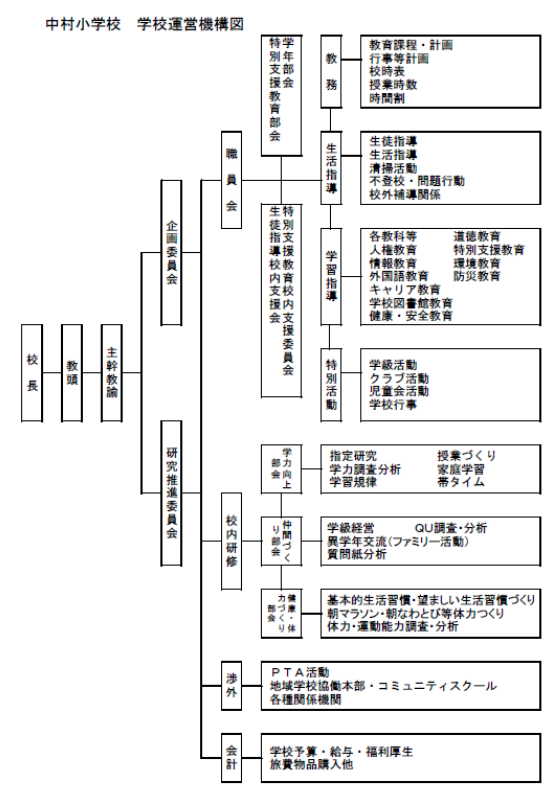 中村小学校　学校運営機構図
校長
教頭
主幹教諭
企画委員会
研究推進委員会
職員会
校内研修
渉外
会計
学年部会
特別支援教育部会
特別支援教育校内支援委員会
生徒指導校内支援会
教務
教育課程・計画
行事等計画
校時表
授業時数
時間割
生活指導
生徒指導
生活指導
清掃活動
不登校・問題行動
校外補導関係
学習指導
各教科等　道徳教育
人権教育　特別支援教育
情報教育　環境教育
外国語教育　防災教育
キャリア教育
学校図書館教育
健康・安全教育
特別活動
学級活動
クラブ活動
児童会活動
学校行事
学力向上
部会
指定研究　授業づくり
学力調査分析　家庭学習
学習規律　帯タイム
仲間づく
り部会
学級経営　QU調査・分析
異学年交流(ファミリー活動)
質問紙分析
健康・体
力づくり
部会
基本的生活習慣・望ましい生活習慣づくり
朝マラソン・朝なわとび等体力つくり
体力・運動能力調査・分析
ＰＴＡ活動
地域学校協働本部・コミュニティスクール
各種関係機関
学校予算・給与・福利厚生
旅費物品購入他